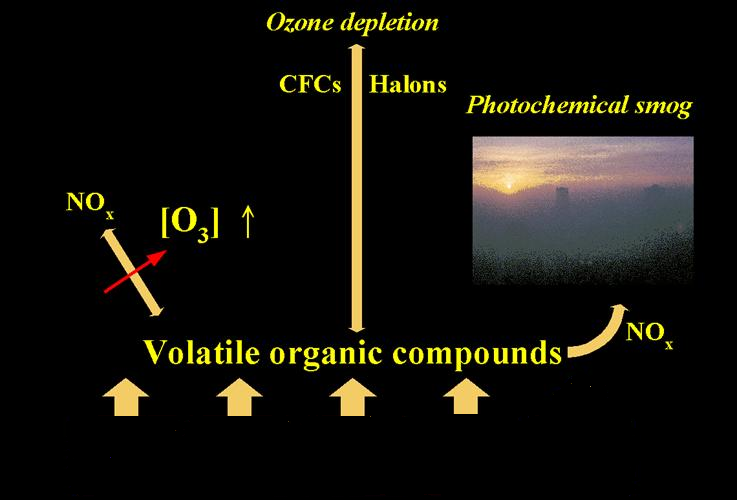 Ozone depletion
CFCs Halons
Photochemical smog
NOx
[O3] ↑
NOx
Volatile organic compounds